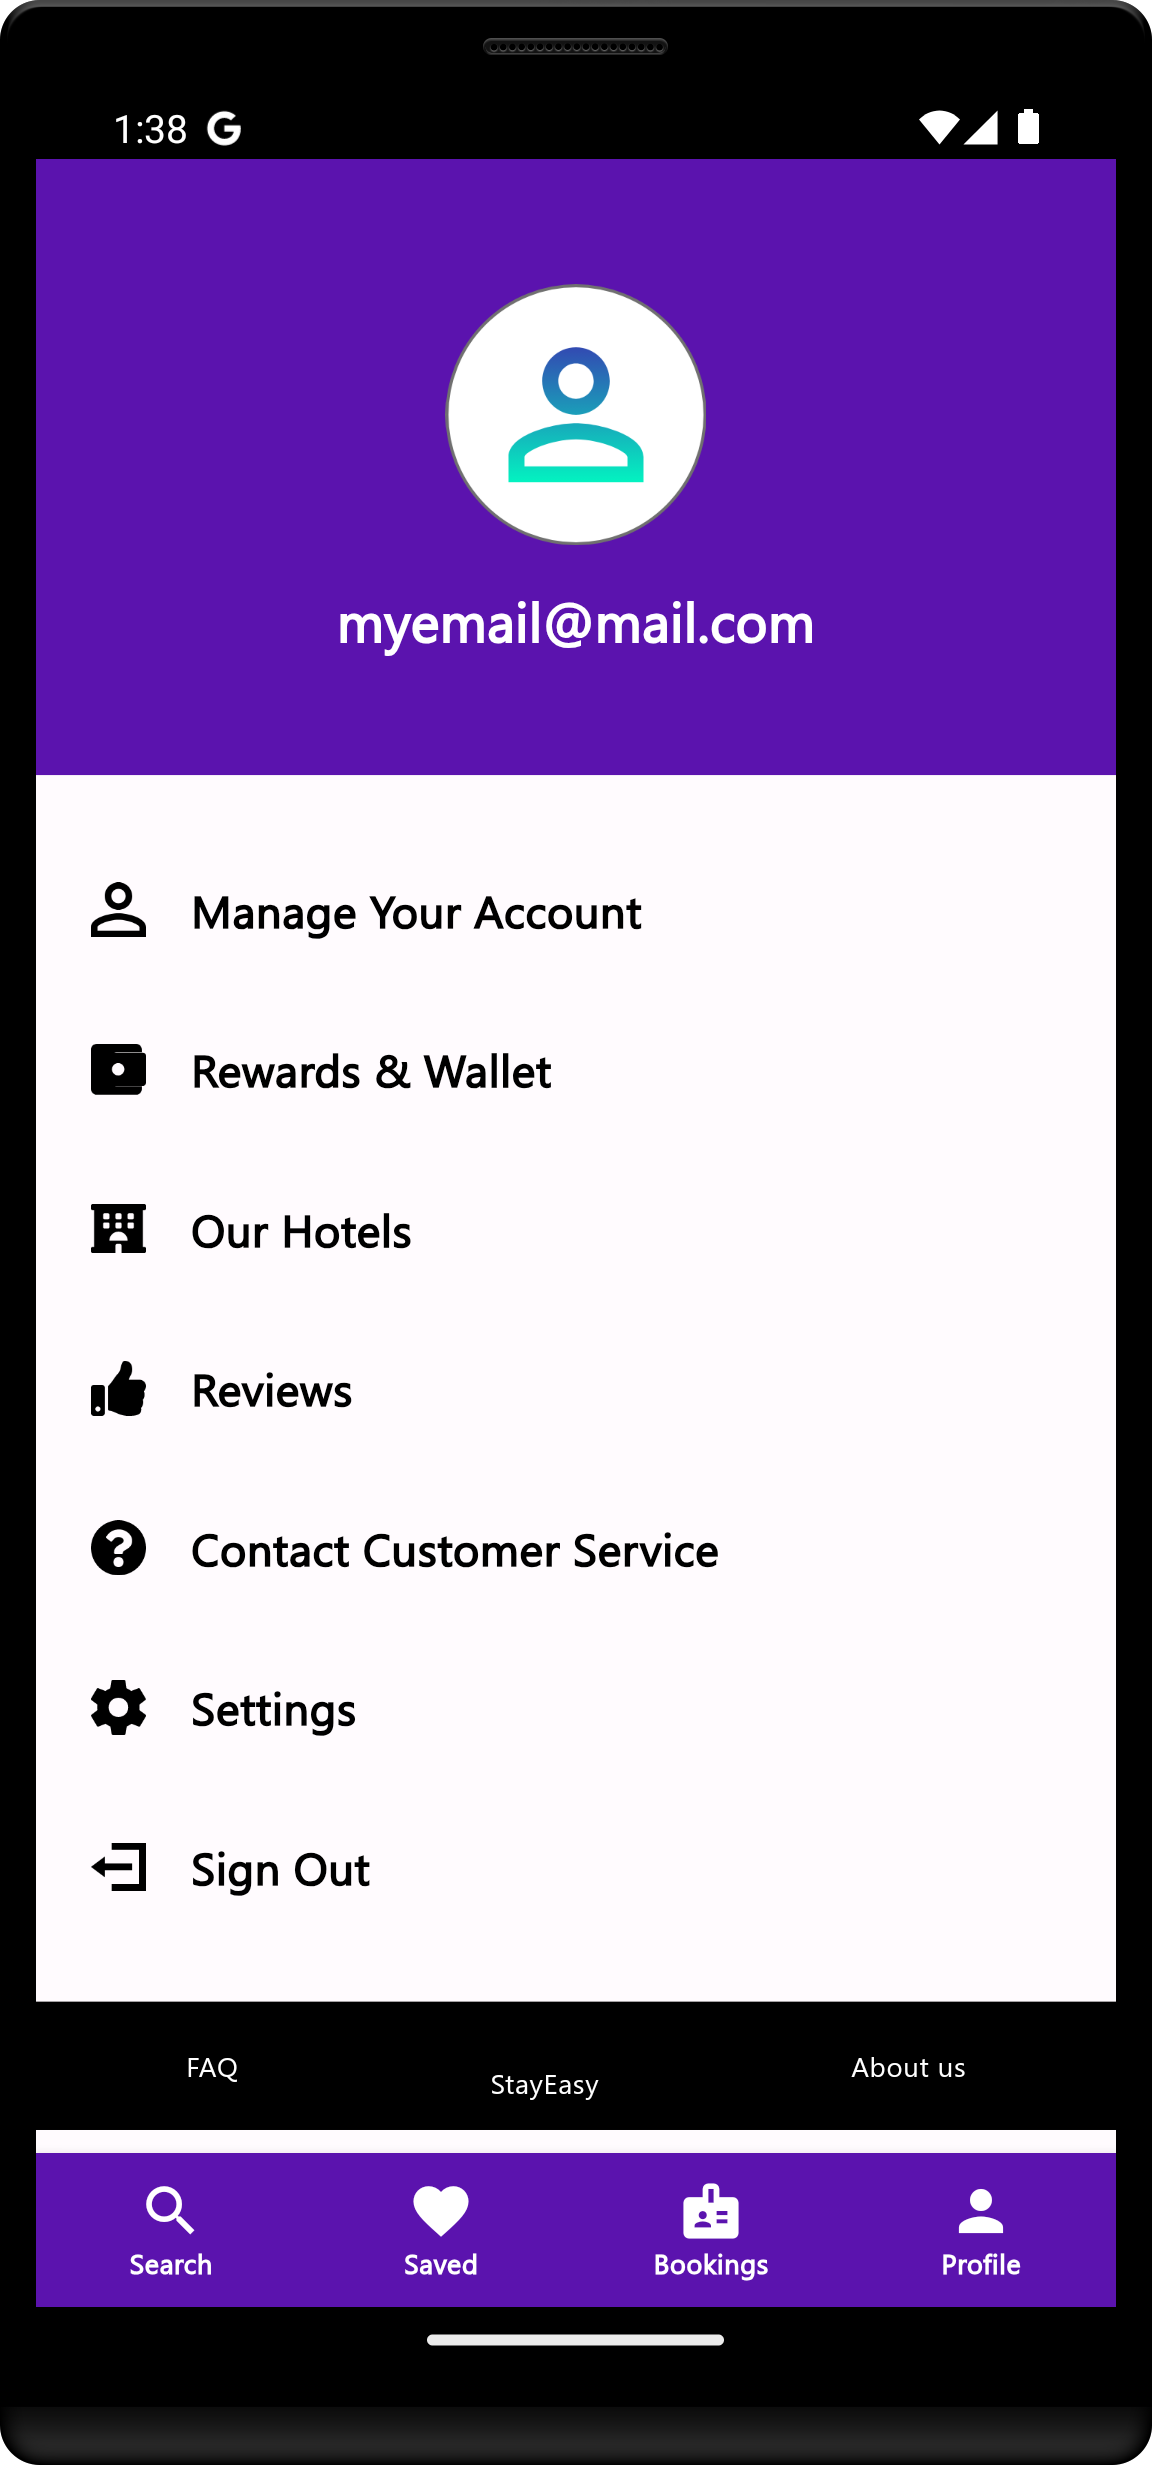 1:38
myemail@mail.com
Manage Your Account
Rewards & Wallet
Our Hotels
Reviews
Contact Customer Service
Settings
Sign Out
FAQ
StayEasy
About us
Search
Saved
Bookings
Profile